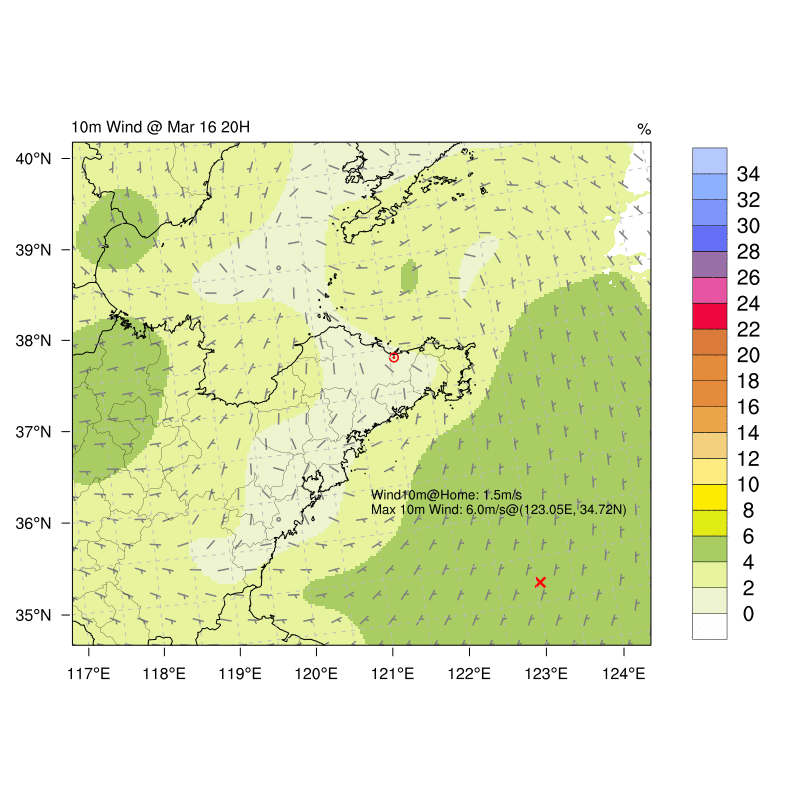 10m Wind @ Mar 16 20H
%
40°N
39°N
38°N
37°N
36°N
35°N
117°E
118°E
119°E
120°E
121°E
122°E
123°E
124°E
Wind10m@Home: 1.5m/s
Max 10m Wind: 6.0m/s@(123.05E, 34.72N)
34
32
30
28
26
24
22
20
18
16
14
12
10
8
6
4
2
0